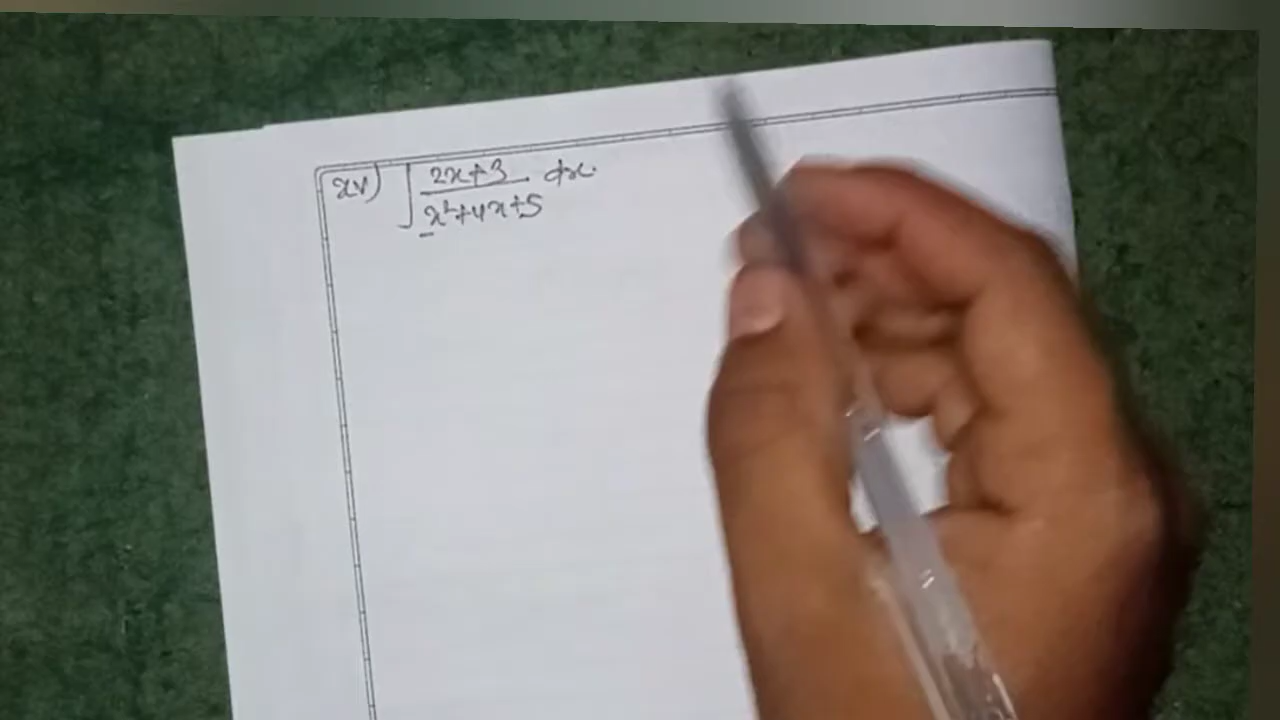 xv) ∫ 2x+3 / x²+4x+5 dx.